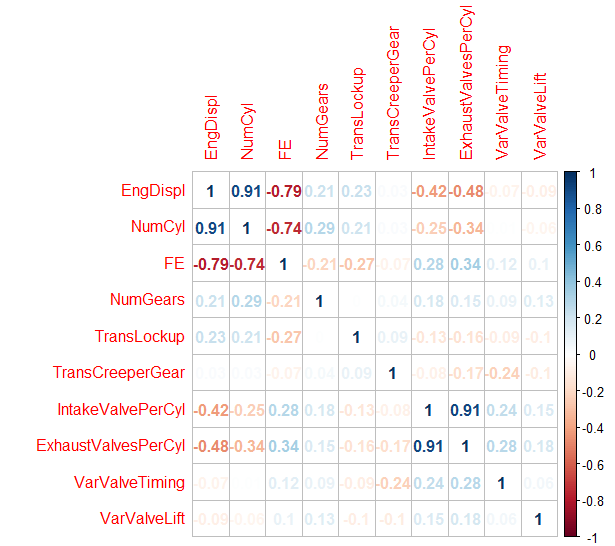 EngDispl NumCyl FE NumGears TransLockup TransCreeperGear IntakeValvePerCyl ExhaustValvesPerCyl VarValveTiming VarValveLift
EngDispl 1 0.91 -0.79 0.21 0.23 0.03 -0.42 -0.48 -0.07 -0.09
NumCyl 0.91 1 -0.74 0.29 0.21 0.03 -0.25 -0.34 -0.06
FE -0.79 -0.74 1 -0.21 -0.27 -0.07 0.28 0.34 0.12 0.1
NumGears 0.21 0.29 -0.21 1 0.04 0.18 0.15 0.09 0.13
TransLockup 0.23 0.21 -0.27 1 0.09 -0.13 -0.16 -0.09 -0.1
TransCreeperGear -0.07 0.04 0.09 1 -0.08 -0.17 -0.24 -0.1
IntakeValvePerCyl -0.42 -0.25 0.28 0.18 -0.13 -0.08 1 0.91 0.24 0.15
ExhaustValvesPerCyl -0.48 -0.34 0.34 0.15 -0.16 -0.17 0.91 1 0.28 0.18
VarValveTiming -0.07 0.12 0.09 -0.09 -0.24 0.24 0.28 1 0.06
VarValveLift -0.09 -0.06 0.1 0.13 -0.1 -0.1 0.15 0.18 0.06 1
1
0.8
0.6
0.4
0.2
0
-0.2
-0.4
-0.6
-0.8
-1